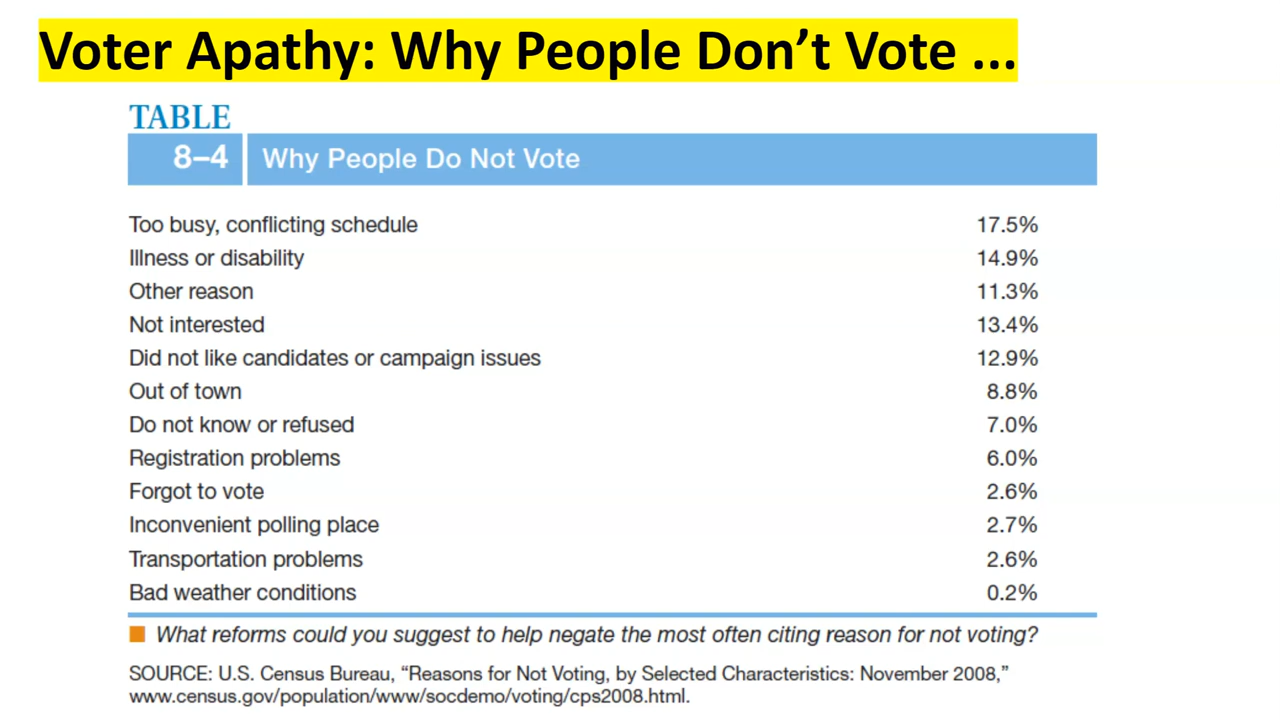 Voter Apathy: Why People Don’t Vote ...
TABLE
8–4 Why People Do Not Vote
Too busy, conflicting schedule 17.5%
Illness or disability 14.9%
Other reason 11.3%
Not interested 13.4%
Did not like candidates or campaign issues 12.9%
Out of town 8.8%
Do not know or refused 7.0%
Registration problems 6.0%
Forgot to vote 2.6%
Inconvenient polling place 2.7%
Transportation problems 2.6%
Bad weather conditions 0.2%
What reforms could you suggest to help negate the most often citing reason for not voting?
SOURCE: U.S. Census Bureau, “Reasons for Not Voting, by Selected Characteristics: November 2008,”
www.census.gov/population/www/socdemo/voting/cps2008.html.